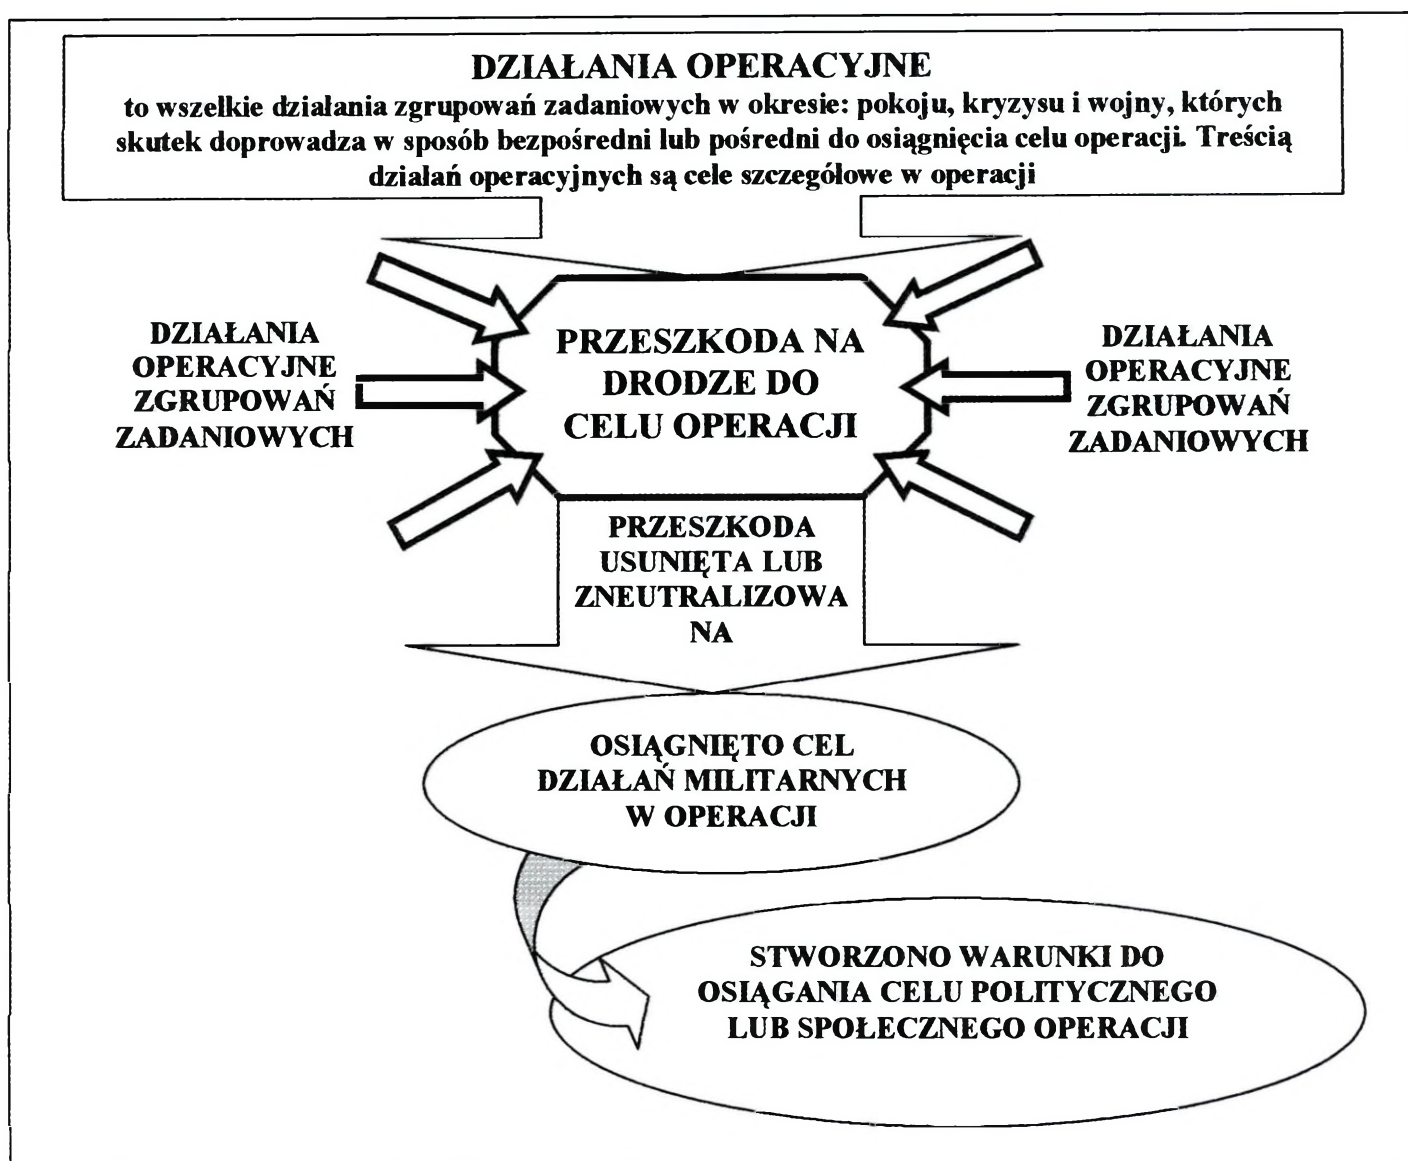 DZIAŁANIA OPERACYJNE
to wszelkie działania zgrupowań zadaniowych w okresie: pokoju, kryzysu i wojny, których
skutek doprowadza w sposób bezpośredni lub pośredni do osiągnięcia celu operacji. Treścią
działań operacyjnych są cele szczegółowe w operacji
DZIAŁANIA
OPERACYJNE
ZGRUPOWAŃ
ZADANIOWYCH
PRZESZKODA NA
DRODZE DO
CELU OPERACJI
DZIAŁANIA
OPERACYJNE
ZGRUPOWAŃ
ZADANIOWYCH
PRZESZKODA
USUNIĘTA LUB
ZNEUTRALIZOWA
NA
OSIĄGNIĘTO CEL
DZIAŁAŃ MILITARNYCH
W OPERACJI
STWORZONO WARUNKI DO
OSIĄGANIA CELU POLITYCZNEGO
LUB SPOŁECZNEGO OPERACJI